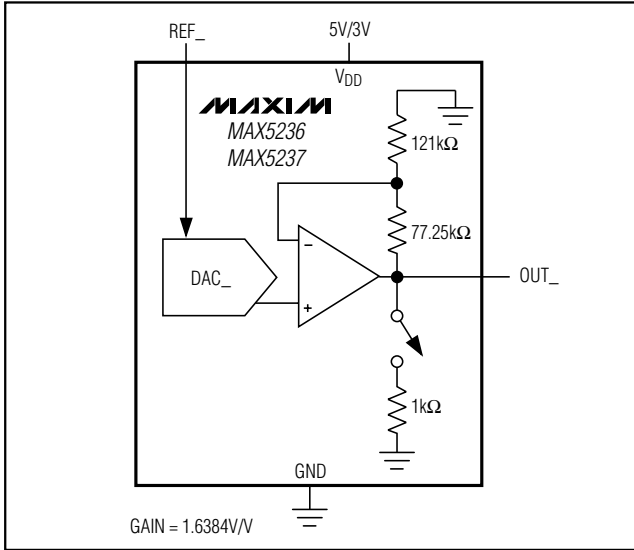 REF_
5V/3V
VDD
MAXIM
MAX5236
MAX5237
121kΩ
77.25kΩ
DAC_
−
+
OUT_
1kΩ
GND
GAIN = 1.6384V/V